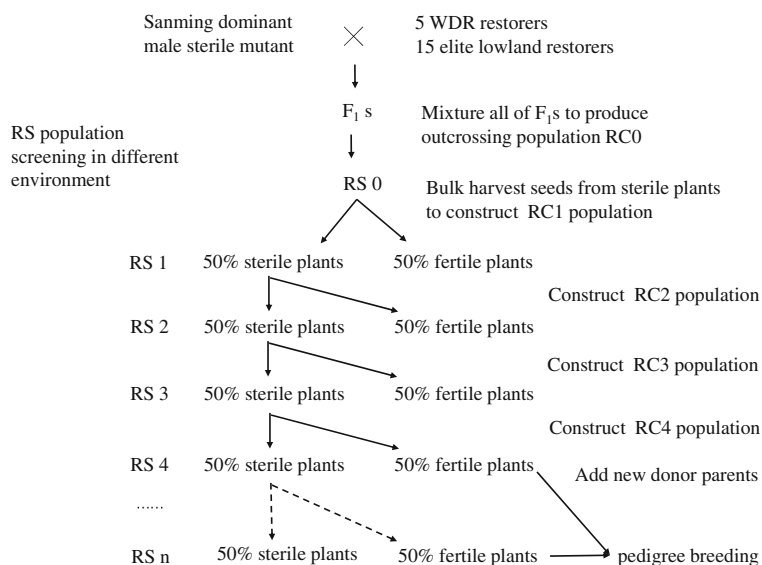 Sanming dominant
male sterile mutant
5 WDR restorers
15 elite lowland restorers
F1 s
Mixture all of F1s to produce
outcrossing population RC0
RS population
screening in different
environment
RS 0
Bulk harvest seeds from sterile plants
to construct RC1 population
RS 1 50% sterile plants 50% fertile plants
Construct RC2 population
RS 2 50% sterile plants 50% fertile plants
Construct RC3 population
RS 3 50% sterile plants 50% fertile plants
Construct RC4 population
RS 4 50% sterile plants 50% fertile plants
Add new donor parents
......
RS n 50% sterile plants 50% fertile plants pedigree breeding